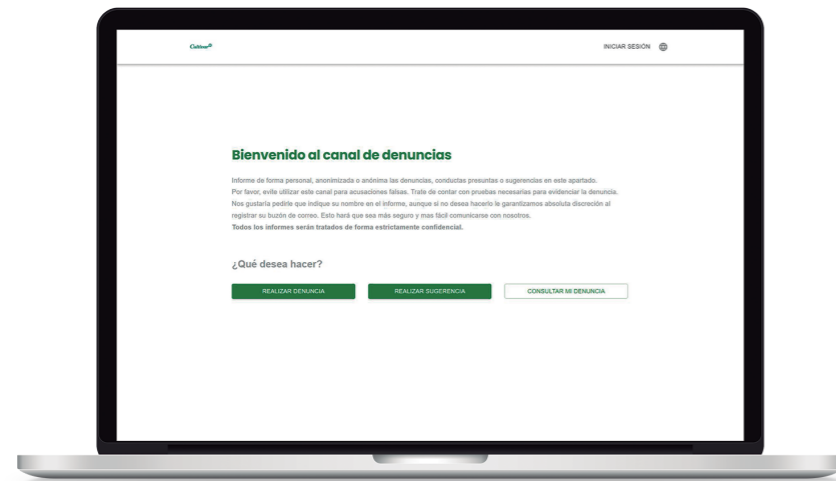 Cultivar
INICIAR SESIÓN
Bienvenido al canal de denuncias
Informe de forma personal, anonimizada o anónima las denuncias, conductas presuntas o sugerencias en este apartado.
Por favor, evite utilizar este canal para acusaciones falsas. Trate de contar con pruebas necesarias para evidenciar la denuncia.
Nos gustaría pedirle que indique su nombre en el informe, aunque si no desea hacerlo le garantizamos absoluta discreción al
registrar su buzón de correo. Esto hará que sea más seguro y mas fácil comunicarse con nosotros.
Todos los informes serán tratados de forma estrictamente confidencial.
¿Qué desea hacer?
REALIZAR DENUNCIA
REALIZAR SUGERENCIA
CONSULTAR MI DENUNCIA